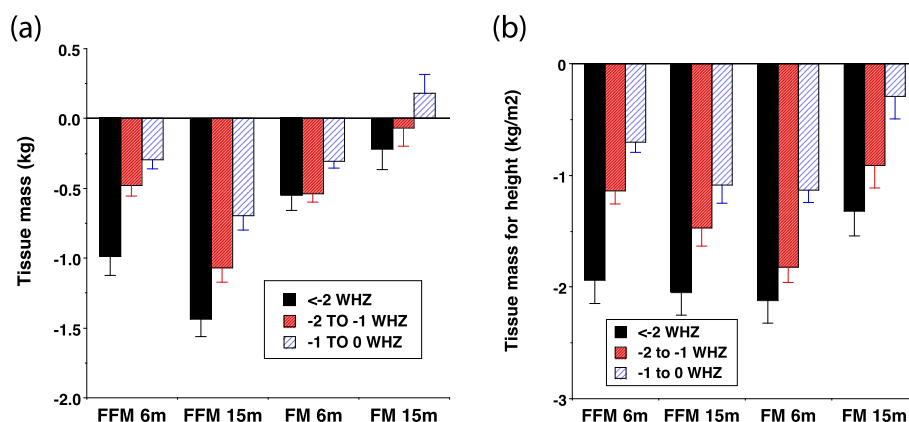 (a)
Tissue mass (kg)
0.5
0.0
-0.5
-1.0
-1.5
-2.0
<-2 WHZ
-2 TO -1 WHZ
-1 TO 0 WHZ
FFM 6m FFM 15m FM 6m FM 15m
(b)
Tissue mass for height (kg/m2)
0
-1
-2
-3
<-2 WHZ
-2 to -1 WHZ
-1 to 0 WHZ
FFM 6m FFM 15m FM 6m FM 15m